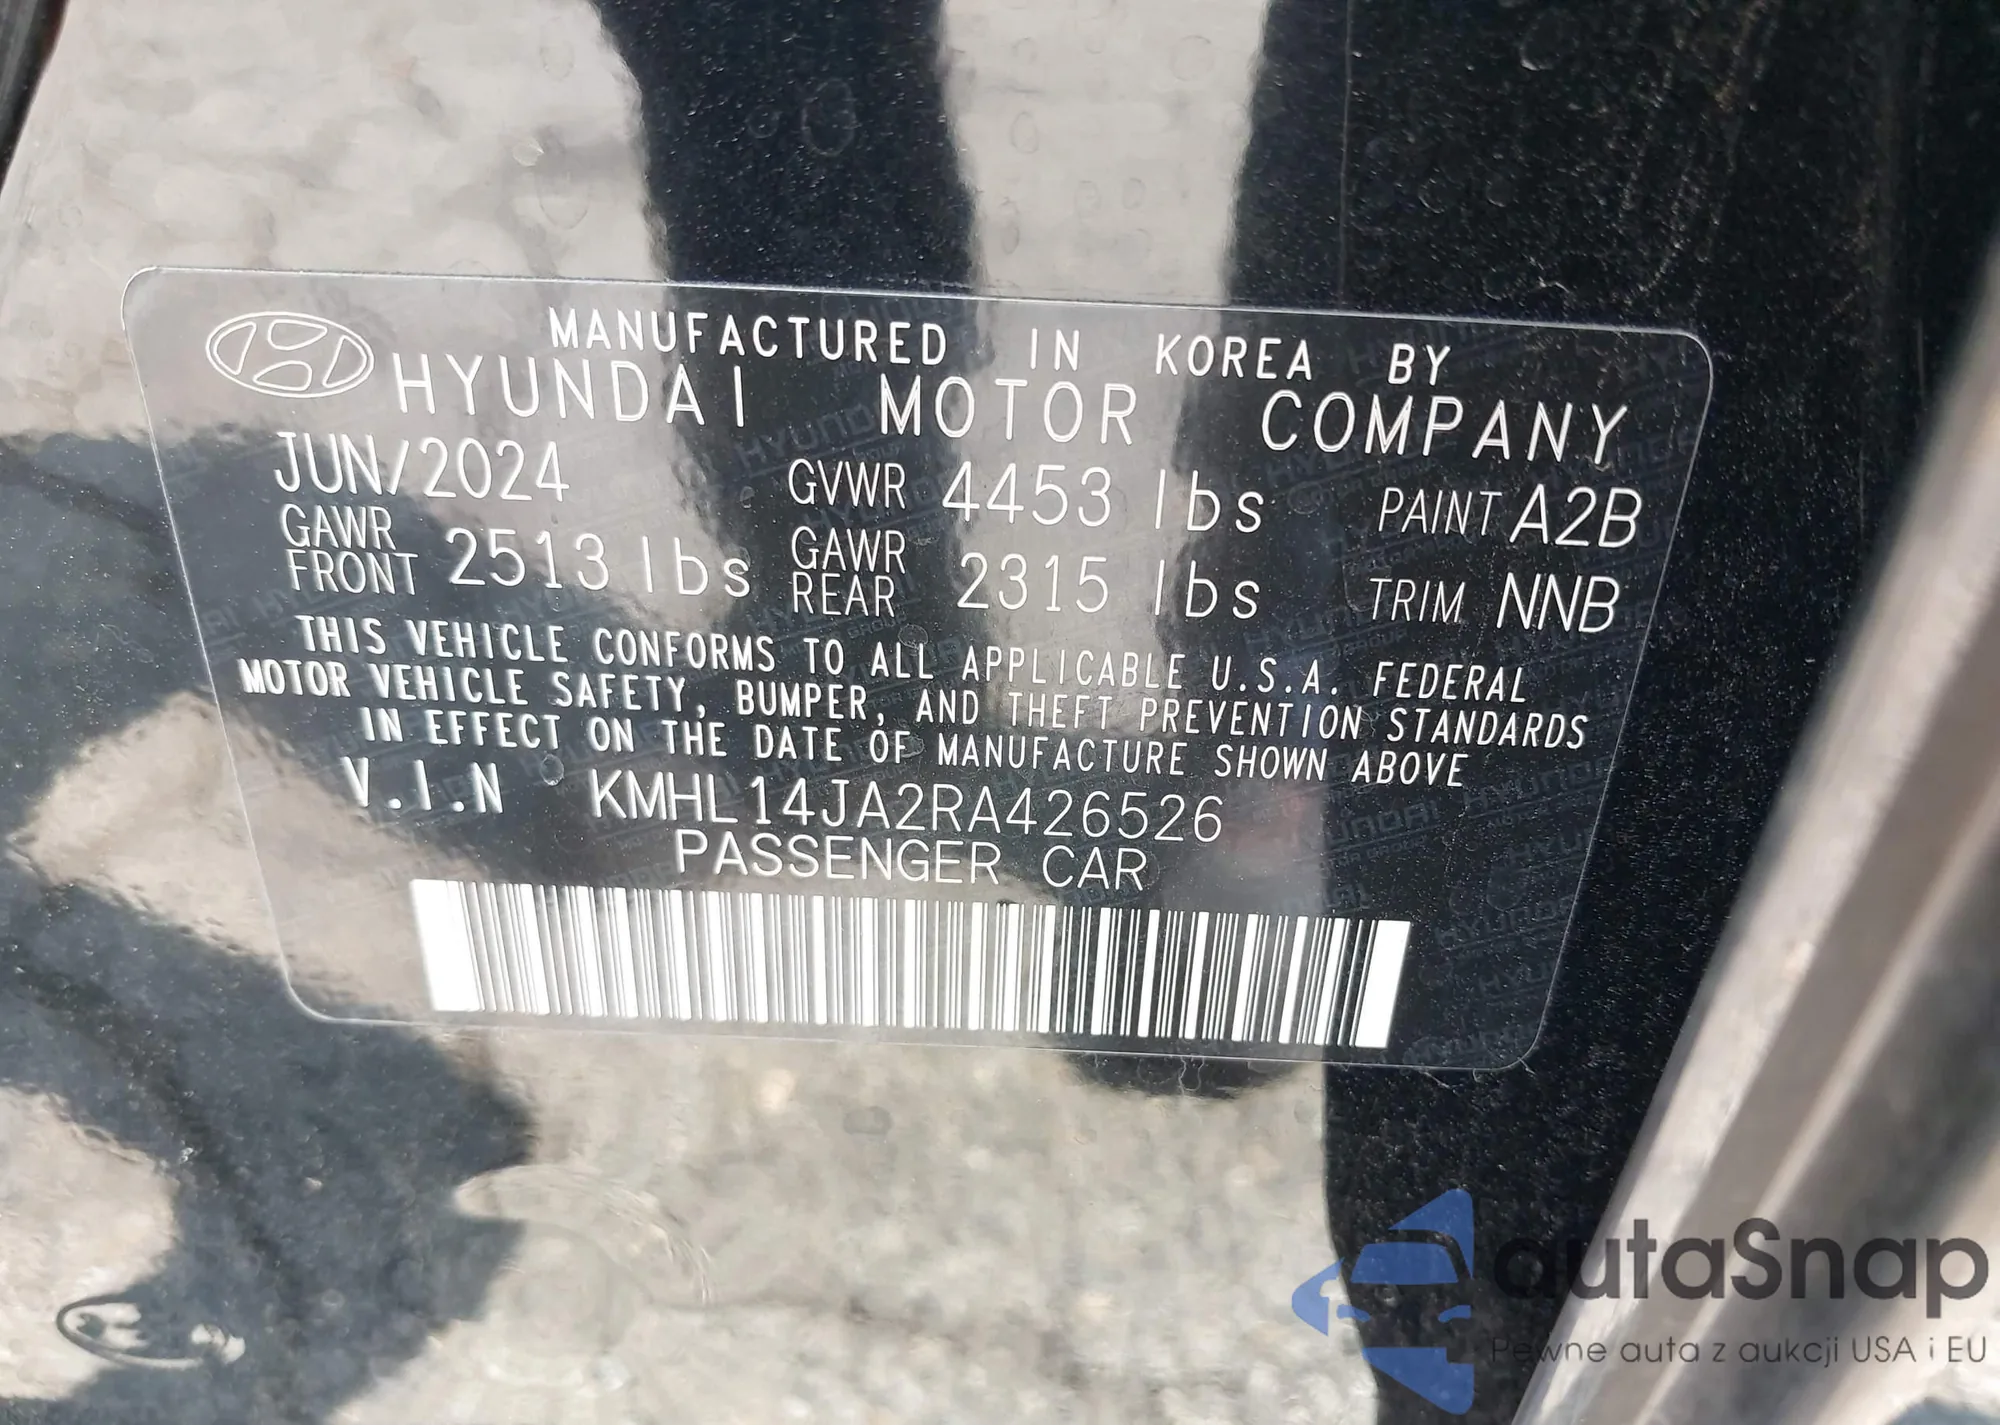 MANUFACTURED IN KOREA BY
HYUNDAI MOTOR COMPANY
JUN/2024 GVWR 4453 lbs PAINT A2B
GAWR FRONT 2513 lbs GAWR REAR 2315 lbs TRIM NNB
THIS VEHICLE CONFORMS TO ALL APPLICABLE U.S.A. FEDERAL
MOTOR VEHICLE SAFETY, BUMPER, AND THEFT PREVENTION STANDARDS
IN EFFECT ON THE DATE OF MANUFACTURE SHOWN ABOVE
V.I.N KMHL14JA2RA426526
PASSENGER CAR
autaSnap
Pewne auta z aukcji USA i EU